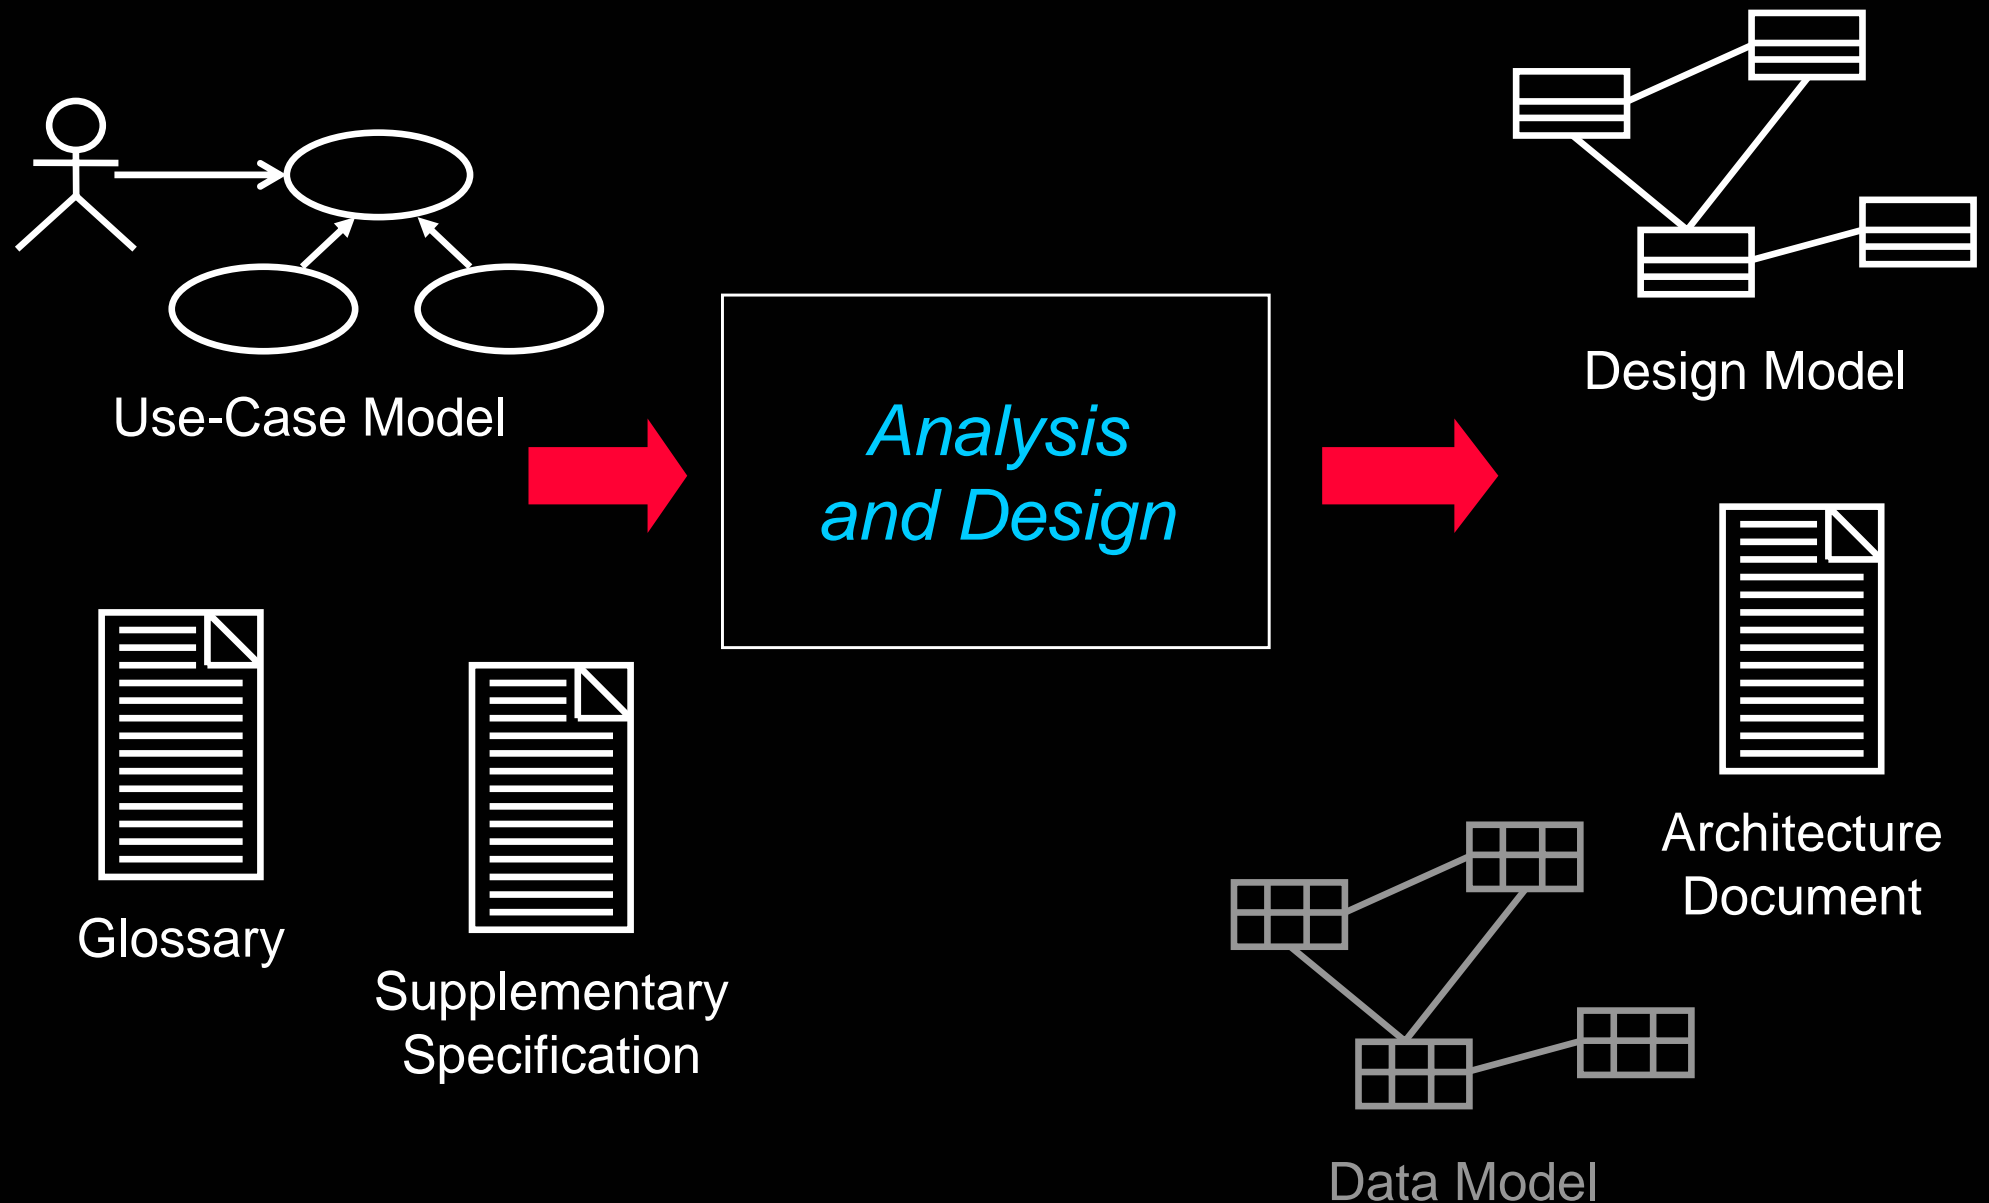 Use-Case Model
Glossary
Supplementary
Specification
Analysis
and Design
Design Model
Architecture
Document
Data Model